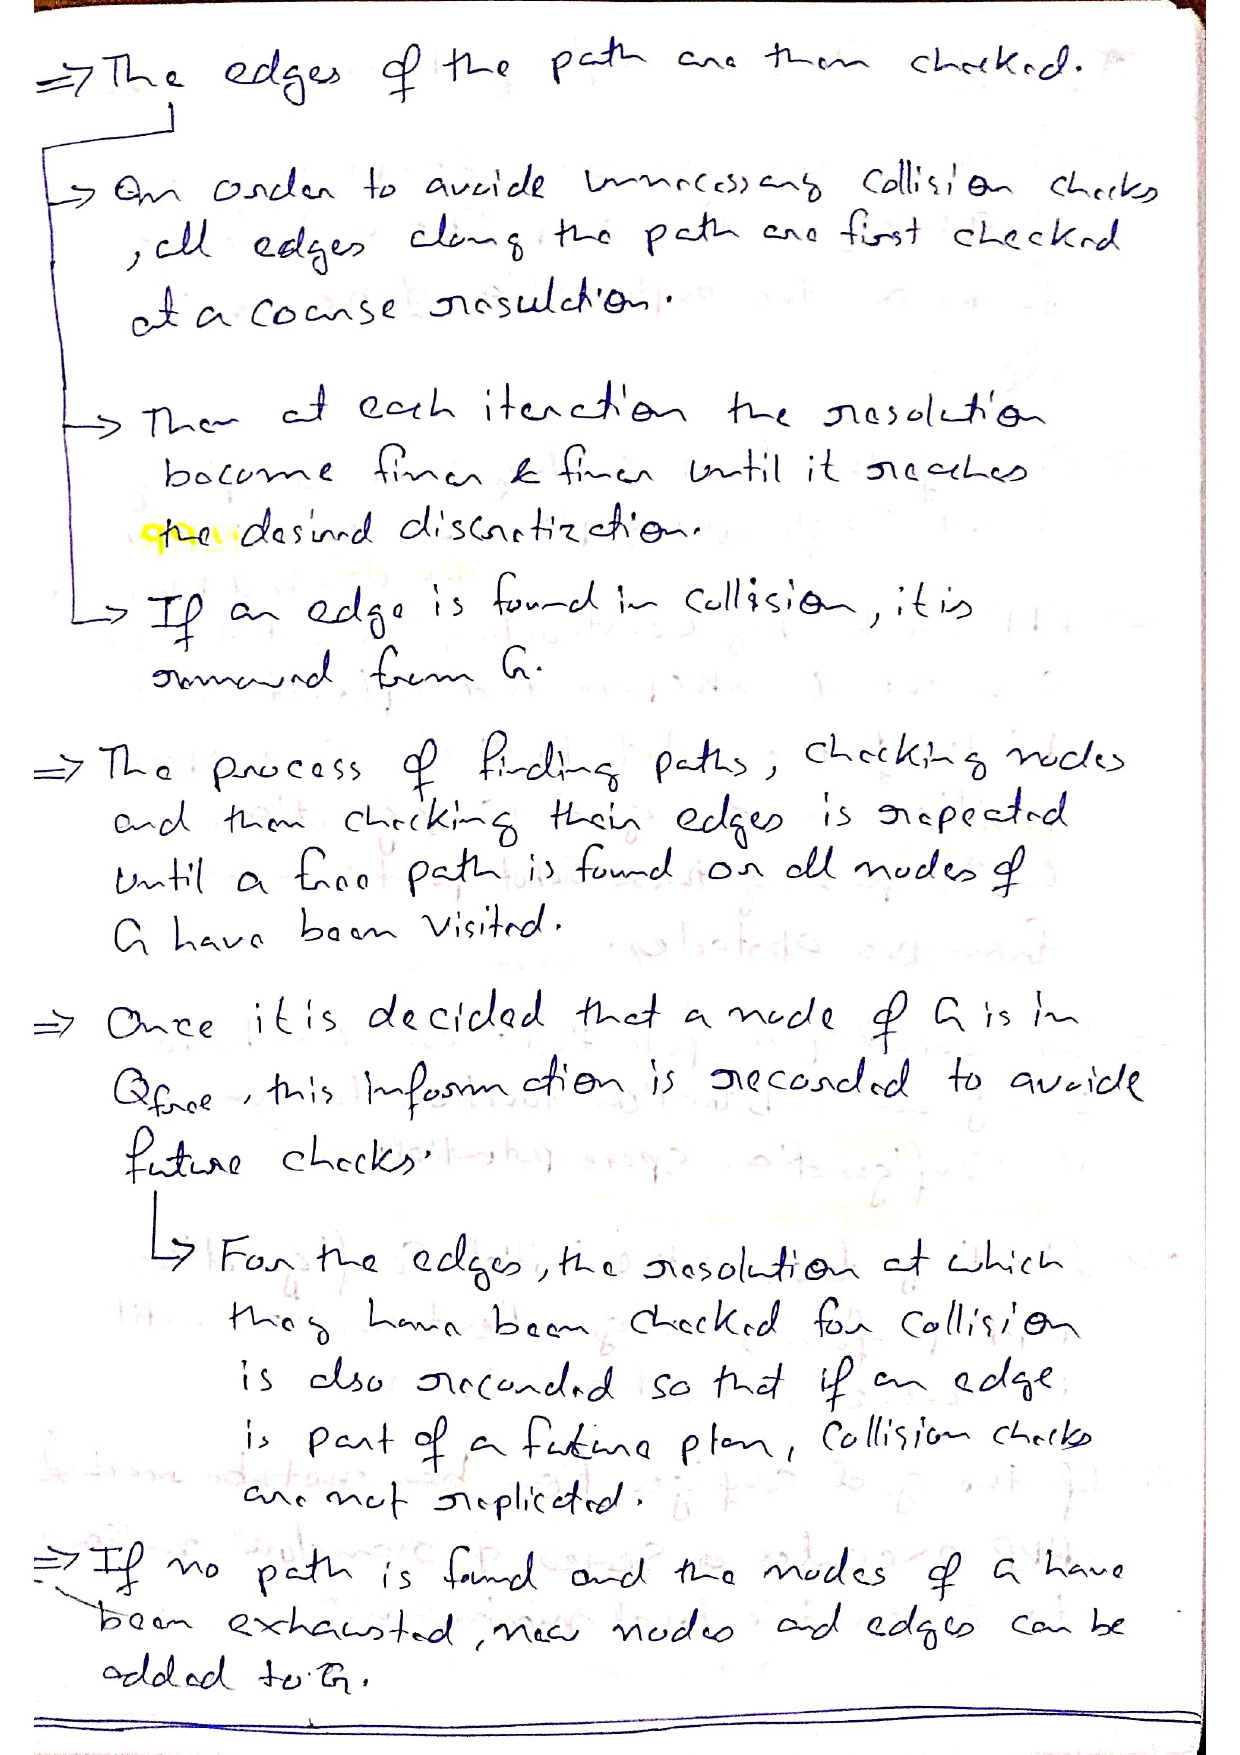 ⇒ The edges of the path are then checked.
→ In order to avoide unnecessary collision checks
, all edges along the path are first checked
at a coarse resulation.
→ Then at each iteration the resolution
become finer & finer until it reaches
the desired discretization.
→ If an edge is found in collision, it is
removed from G.
⇒ The process of finding paths, checking nodes
and then checking their edges is repeated
until a free path is found or all nodes of
G have been visited.
⇒ Once it is decided that a node of G is in
Qfree, this information is recorded to avoide
future checks.
↳ For the edges, the resolution at which
they have been checked for collision
is also recorded so that if an edge
is part of a future plan, collision checks
are not replicated.
⇒ If no path is found and the nodes of G have
been exhausted, new nodes and edges can be
added to G.